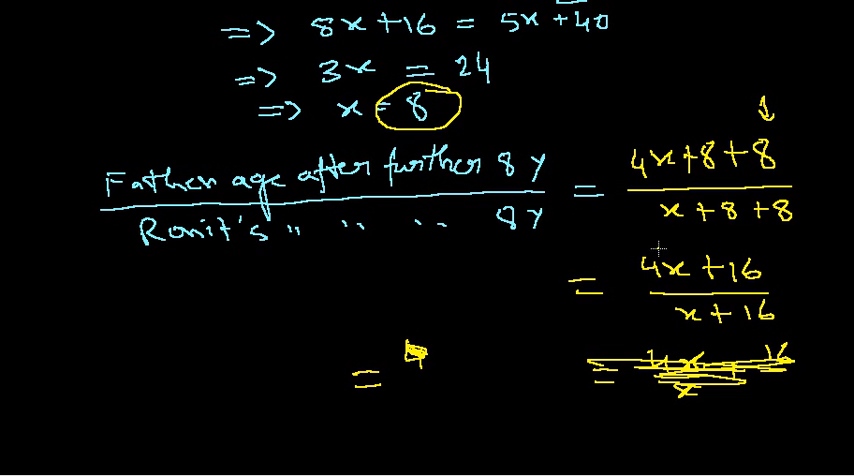 => 8x + 16 = 5x + 40
=> 3x = 24
=> x = 8
Father age after further 8 Y / Ronit's " " " 8Y = 4x+8+8 / x+8+8
= 4x+16 / x+16
=
=